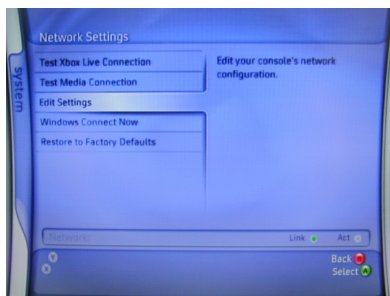 Network Settings
system
Test Xbox Live Connection
Test Media Connection
Edit Settings
Windows Connect Now
Restore to Factory Defaults
Edit your console's network
configuration.
Network:
Link
Act
Y
X
Back B
Select A